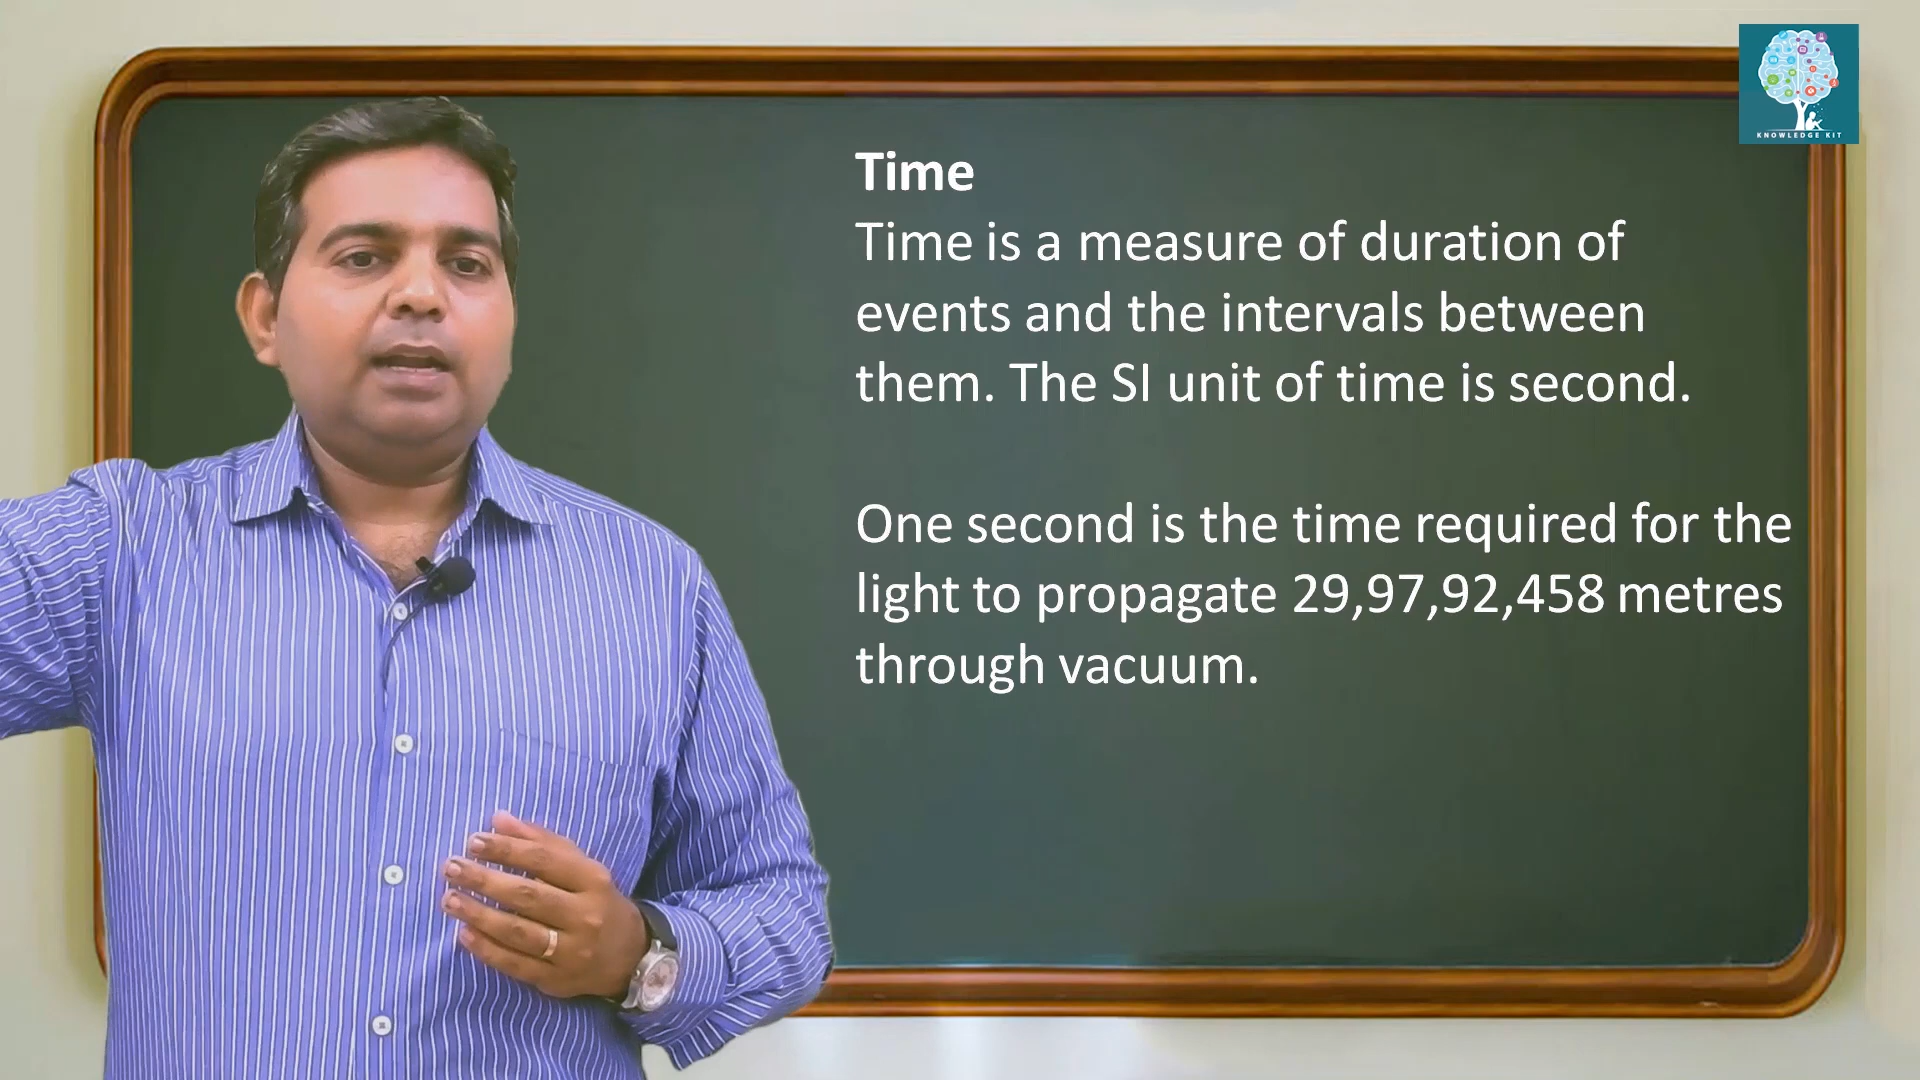 KNOWLEDGE KIT
Time
Time is a measure of duration of
events and the intervals between
them. The SI unit of time is second.
One second is the time required for the
light to propagate 29,97,92,458 metres
through vacuum.